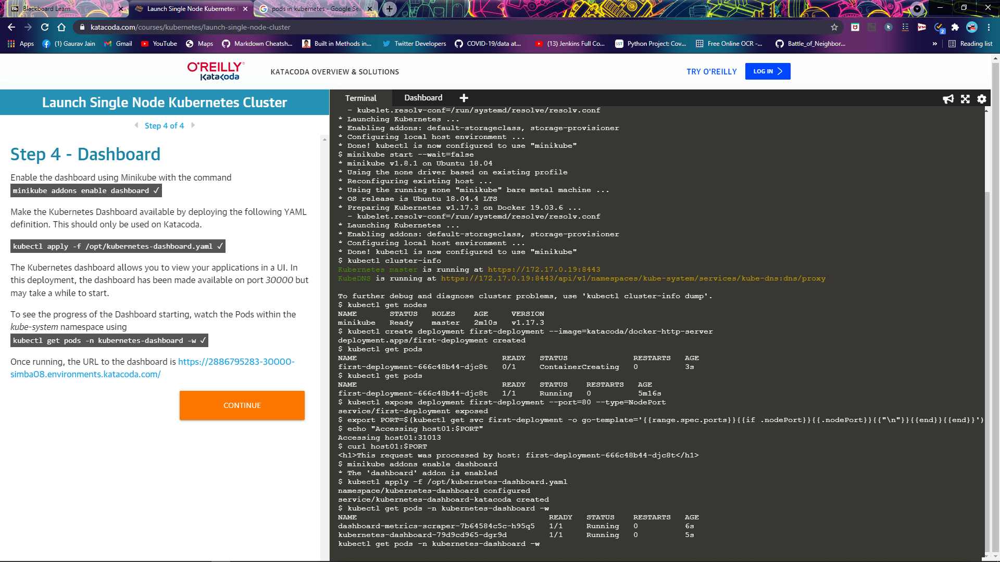 Bb Blackboard Learn
Launch Single Node Kubernetes C
G pods in kubernetes - Google Sea
katacoda.com/courses/kubernetes/launch-single-node-cluster
2
Apps
(1) Gaurav Jain
Gmail
YouTube
Maps
Markdown Cheatsh...
Built in Methods in...
Twitter Developers
COVID-19/data at...
(13) Jenkins Full Co...
SST Python Project: Cov...
Free Online OCR -...
Battle_of_Neighbor...
»
Reading list
O'REILLY®
KataKoda
KATACODA OVERVIEW & SOLUTIONS
TRY O'REILLY
LOG IN
Launch Single Node Kubernetes Cluster
Step 4 of 4
Step 4 - Dashboard
Enable the dashboard using Minikube with the command
minikube addons enable dashboard ✓
Make the Kubernetes Dashboard available by deploying the following YAML
definition. This should only be used on Katacoda.
kubectl apply -f /opt/kubernetes-dashboard.yaml ✓
The Kubernetes dashboard allows you to view your applications in a UI. In
this deployment, the dashboard has been made available on port 30000 but
may take a while to start.
To see the progress of the Dashboard starting, watch the Pods within the
kube-system namespace using
kubectl get pods -n kubernetes-dashboard -w ✓
Once running, the URL to the dashboard is https://2886795283-30000-
simba08.environments.katacoda.com/
CONTINUE
Terminal
Dashboard
- kubelet.resolv-conf=/run/systemd/resolve/resolv.conf
* Launching Kubernetes ...
* Enabling addons: default-storageclass, storage-provisioner
* Configuring local host environment ...
* Done! kubectl is now configured to use "minikube"
$ minikube start --wait=false
* minikube v1.8.1 on Ubuntu 18.04
* Using the none driver based on existing profile
* Reconfiguring existing host ...
* Using the running none "minikube" bare metal machine ...
* OS release is Ubuntu 18.04.4 LTS
* Preparing Kubernetes v1.17.3 on Docker 19.03.6 ...
- kubelet.resolv-conf=/run/systemd/resolve/resolv.conf
* Launching Kubernetes ...
* Enabling addons: default-storageclass, storage-provisioner
* Configuring local host environment ...
* Done! kubectl is now configured to use "minikube"
$ kubectl cluster-info
Kubernetes master is running at https://172.17.0.19:8443
KubeDNS is running at https://172.17.0.19:8443/api/v1/namespaces/kube-system/services/kube-dns:dns/proxy
To further debug and diagnose cluster problems, use 'kubectl cluster-info dump'.
$ kubectl get nodes
NAME STATUS ROLES AGE VERSION
minikube Ready master 2m10s v1.17.3
$ kubectl create deployment first-deployment --image=katacoda/docker-http-server
deployment.apps/first-deployment created
$ kubectl get pods
NAME READY STATUS RESTARTS AGE
first-deployment-666c48b44-djc8t 0/1 ContainerCreating 0 3s
$ kubectl get pods
NAME READY STATUS RESTARTS AGE
first-deployment-666c48b44-djc8t 1/1 Running 0 5m16s
$ kubectl expose deployment first-deployment --port=80 --type=NodePort
service/first-deployment exposed
$ export PORT=$(kubectl get svc first-deployment -o go-template='{{range.spec.ports}}{{if .nodePort}}{{.nodePort}}{{"\n"}}{{end}}{{end}}')
$ echo "Accessing host01:$PORT"
Accessing host01:31013
$ curl host01:$PORT
<h1>This request was processed by host: first-deployment-666c48b44-djc8t</h1>
$ minikube addons enable dashboard
* The 'dashboard' addon is enabled
$ kubectl apply -f /opt/kubernetes-dashboard.yaml
namespace/kubernetes-dashboard configured
service/kubernetes-dashboard-katacoda created
$ kubectl get pods -n kubernetes-dashboard -w
NAME READY STATUS RESTARTS AGE
dashboard-metrics-scraper-7b64584c5c-h95q5 1/1 Running 0 6s
kubernetes-dashboard-79d9cd965-dgr9d 1/1 Running 0 5s
kubectl get pods -n kubernetes-dashboard -w